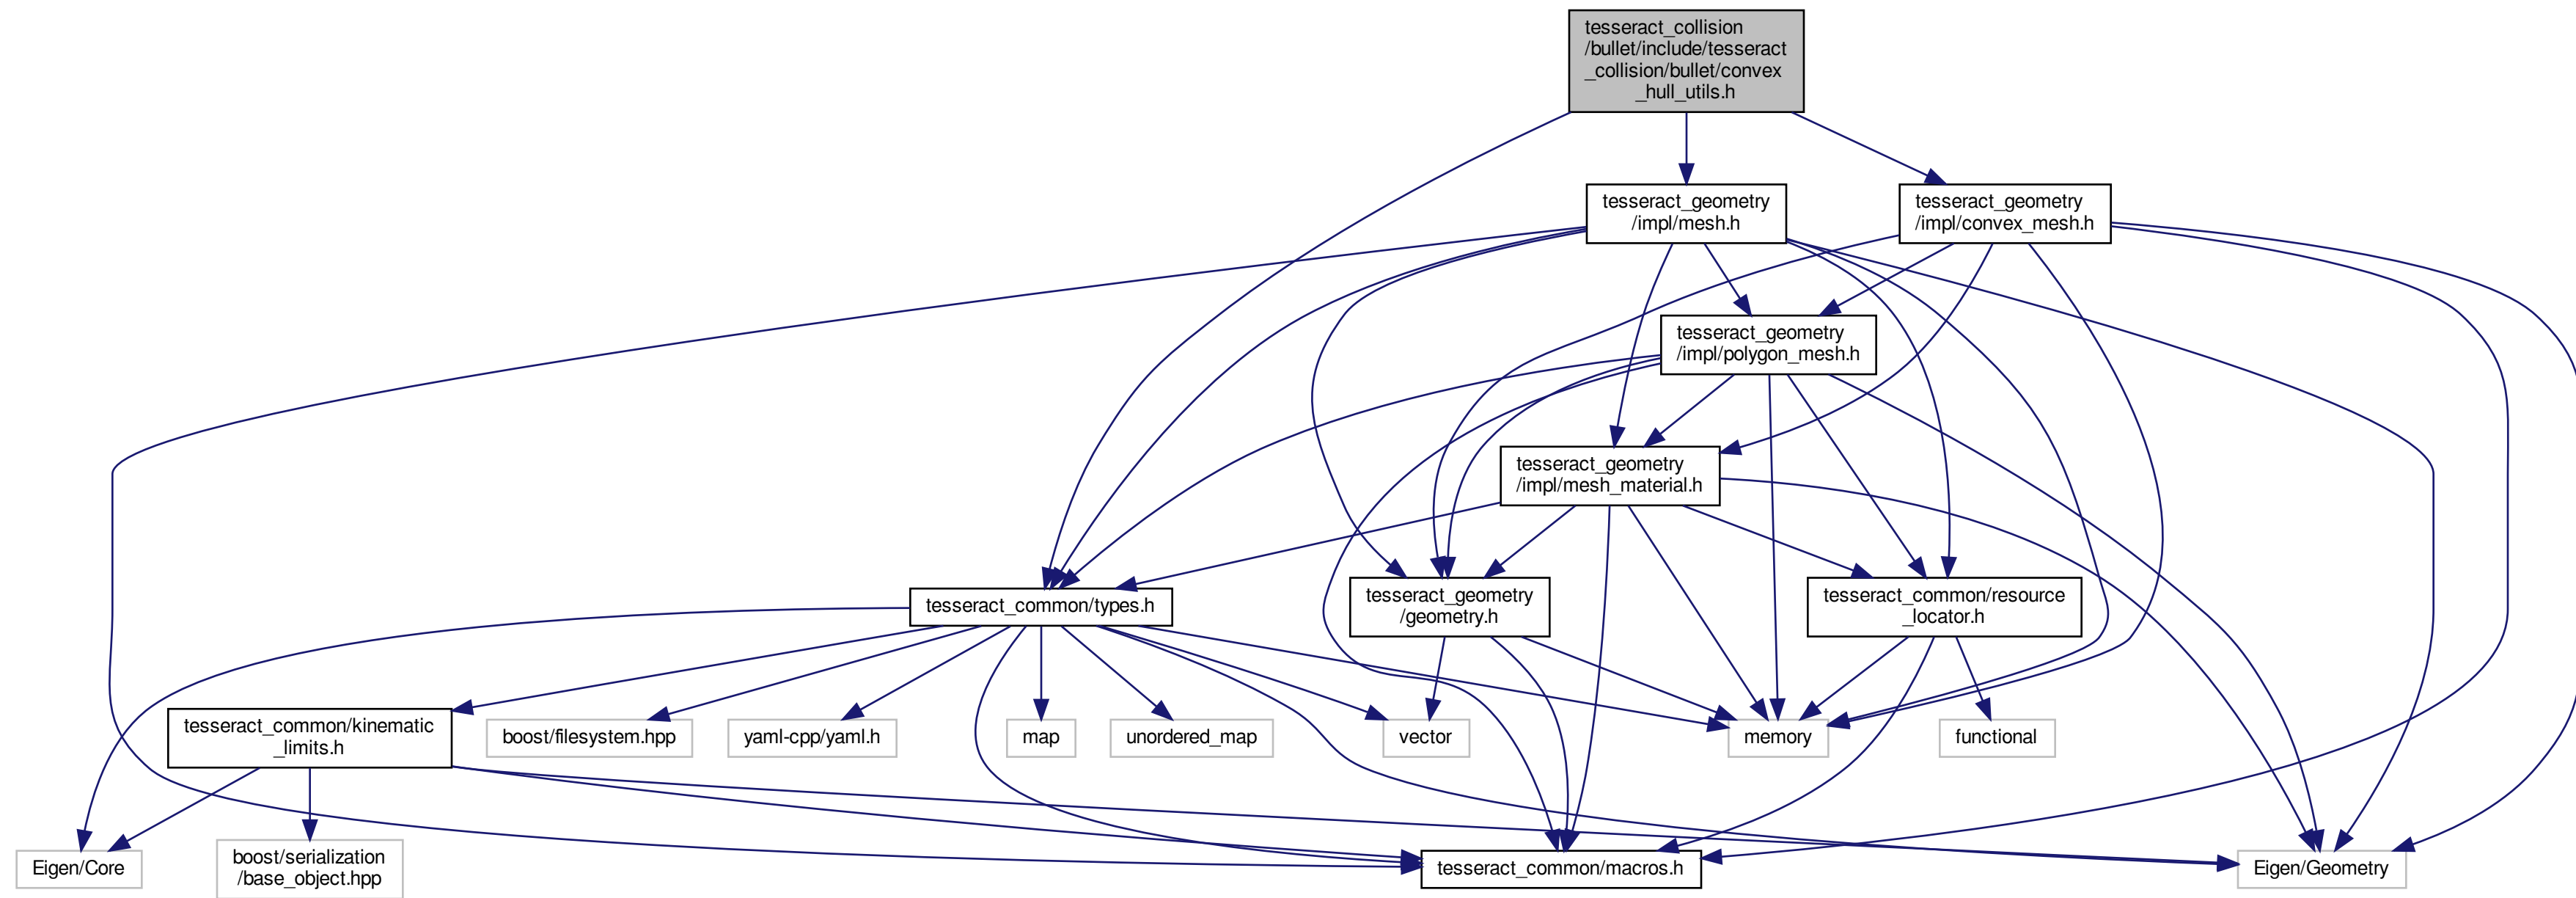 tesseract_collision
/bullet/include/tesseract
_collision/bullet/convex
_hull_utils.h
tesseract_geometry
/impl/mesh.h
tesseract_geometry
/impl/convex_mesh.h
tesseract_geometry
/impl/polygon_mesh.h
tesseract_geometry
/impl/mesh_material.h
tesseract_common/types.h
tesseract_geometry
/geometry.h
tesseract_common/resource
_locator.h
tesseract_common/kinematic
_limits.h
boost/filesystem.hpp
yaml-cpp/yaml.h
map
unordered_map
vector
memory
functional
Eigen/Core
boost/serialization
/base_object.hpp
tesseract_common/macros.h
Eigen/Geometry